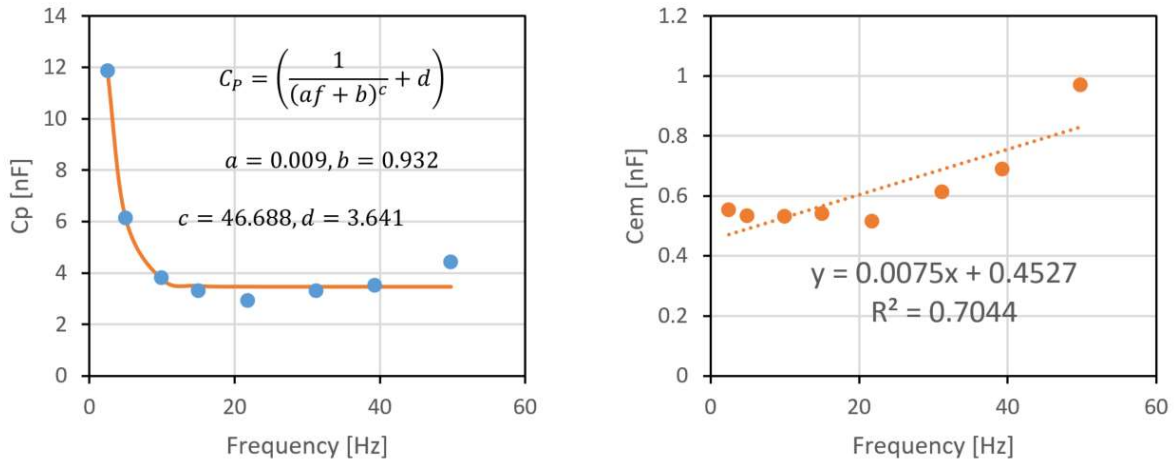 14
12
10
8
6
4
2
0
Cp [nF]
C_P = (1 / (af + b)^c + d)
a = 0.009, b = 0.932
c = 46.688, d = 3.641
0 20 40 60
Frequency [Hz]
1.2
1
0.8
0.6
0.4
0.2
0
Cem [nF]
y = 0.0075x + 0.4527
R² = 0.7044
0 20 40 60
Frequency [Hz]